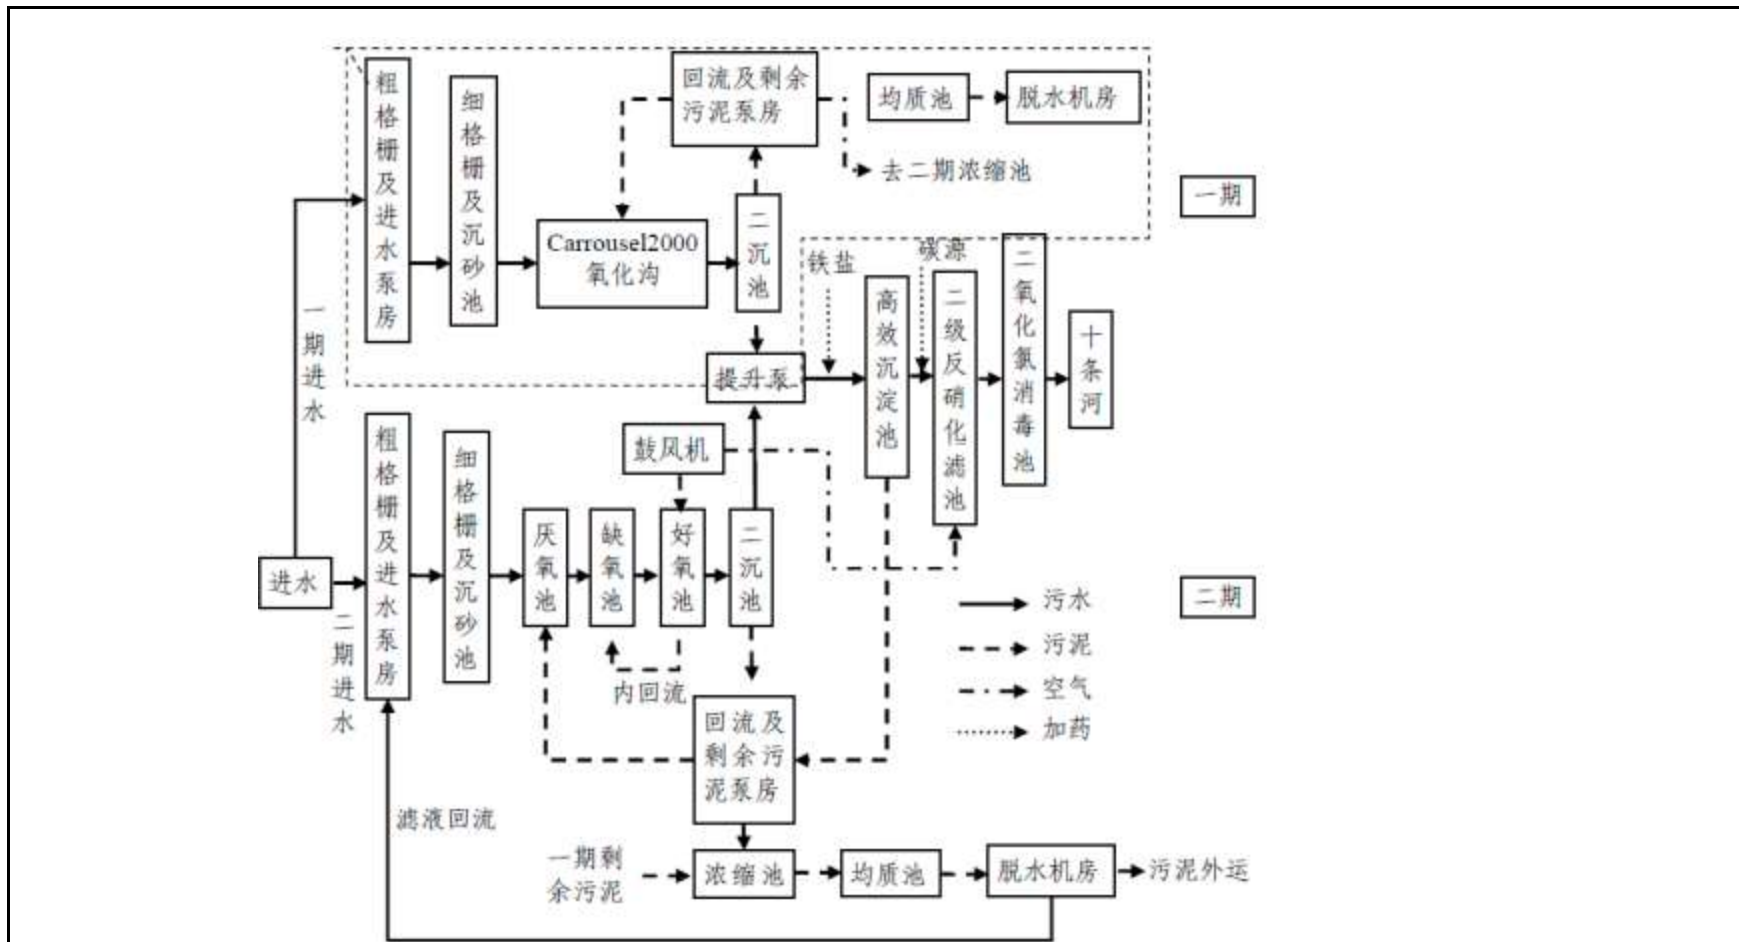 粗格栅及进水泵房
细格栅及沉砂池
回流及剩余
污泥泵房
均质池
脱水机房
去二期浓缩池
一期
Carrousel2000
氧化沟
二沉池
铁盐
碳源
高效沉淀池
二级反硝化滤池
二氧化氯消毒池
十条河
一期进水
提升泵
粗格栅及进水泵房
细格栅及沉砂池
鼓风机
厌氧池
缺氧池
好氧池
二沉池
进水
二期进水
内回流
污水
污泥
空气
加药
二期
回流及
剩余污
泥泵房
滤液回流
一期剩
余污泥
浓缩池
均质池
脱水机房
污泥外运